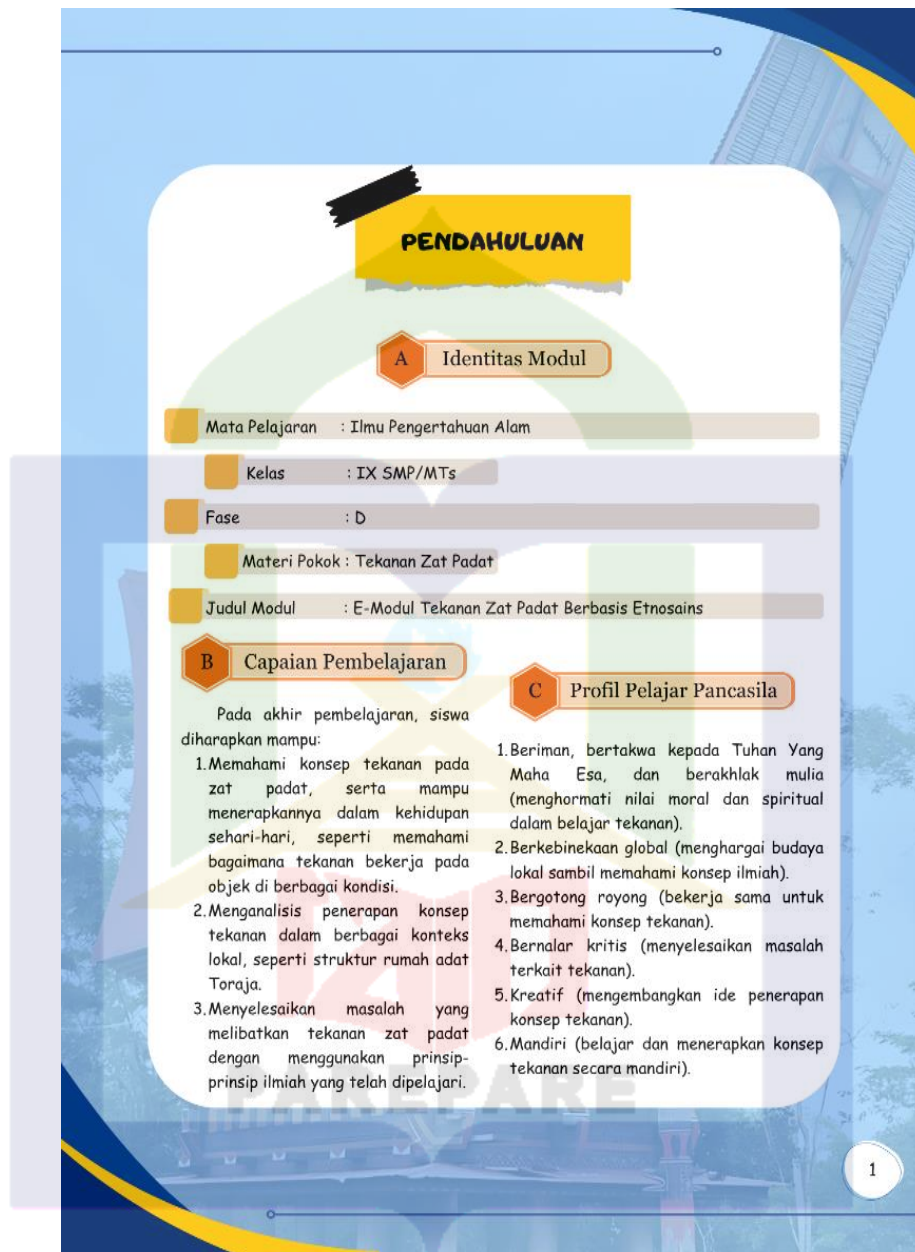 PENDAHULUAN
A Identitas Modul
Mata Pelajaran : Ilmu Pengertahuan Alam
Kelas : IX SMP/MTs
Fase : D
Materi Pokok : Tekanan Zat Padat
Judul Modul : E-Modul Tekanan Zat Padat Berbasis Etnosains
B Capaian Pembelajaran
Pada akhir pembelajaran, siswa
diharapkan mampu:
1.Memahami konsep tekanan pada
zat padat, serta mampu
menerapkannya dalam kehidupan
sehari-hari, seperti memahami
bagaimana tekanan bekerja pada
objek di berbagai kondisi.
2.Menganalisis penerapan konsep
tekanan dalam berbagai konteks
lokal, seperti struktur rumah adat
Toraja.
3.Menyelesaikan masalah yang
melibatkan tekanan zat padat
dengan menggunakan prinsip-
prinsip ilmiah yang telah dipelajari.
C Profil Pelajar Pancasila
1.Beriman, bertakwa kepada Tuhan Yang
Maha Esa, dan berakhlak mulia
(menghormati nilai moral dan spiritual
dalam belajar tekanan).
2.Berkebinekaan global (menghargai budaya
lokal sambil memahami konsep ilmiah).
3.Bergotong royong (bekerja sama untuk
memahami konsep tekanan).
4.Bernalar kritis (menyelesaikan masalah
terkait tekanan).
5.Kreatif (mengembangkan ide penerapan
konsep tekanan).
6.Mandiri (belajar dan menerapkan konsep
tekanan secara mandiri).
PAREPARE
1